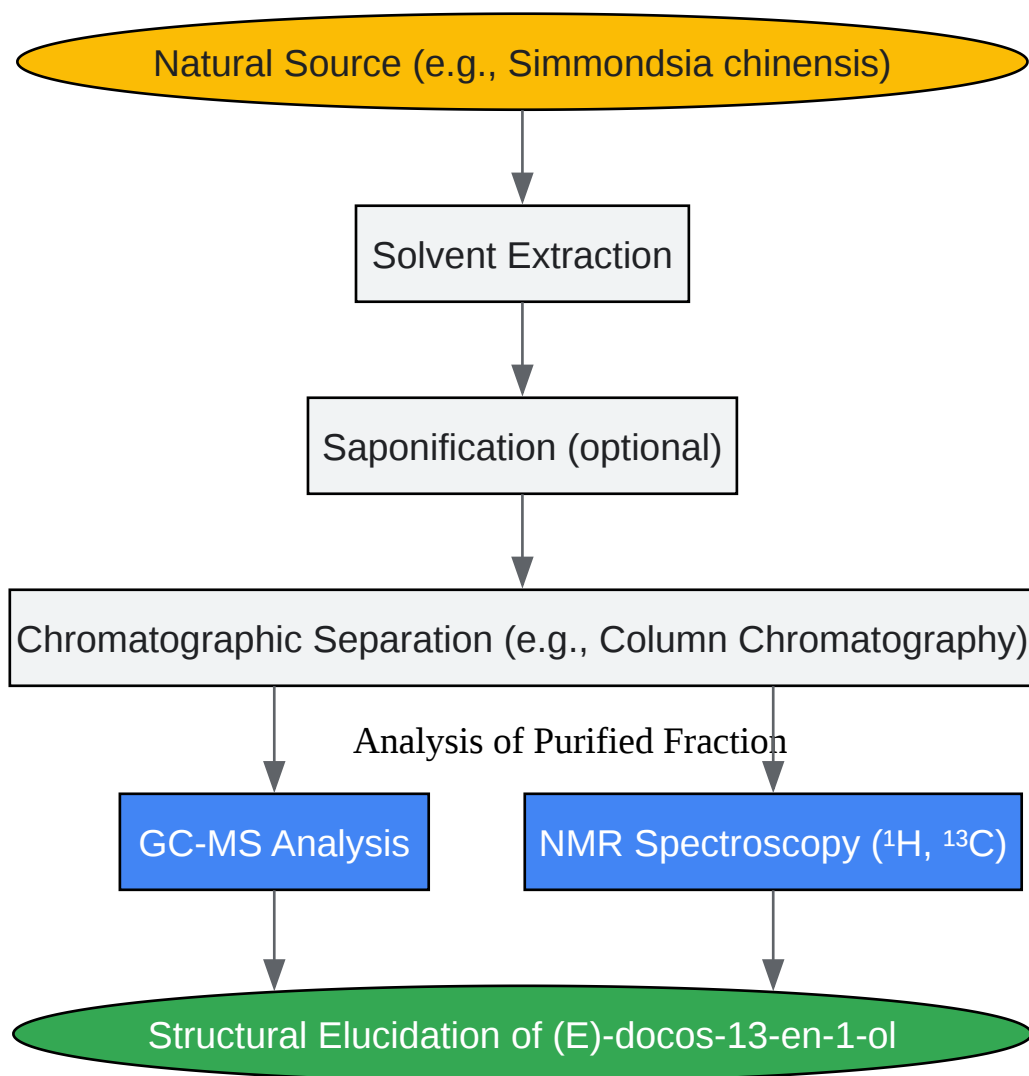 Natural Source (e.g., Simmondsia chinensis)
Solvent Extraction
Saponification (optional)
Chromatographic Separation (e.g., Column Chromatography)
Analysis of Purified Fraction
GC-MS Analysis
NMR Spectroscopy (¹H, ¹³C)
Structural Elucidation of (E)-docos-13-en-1-ol